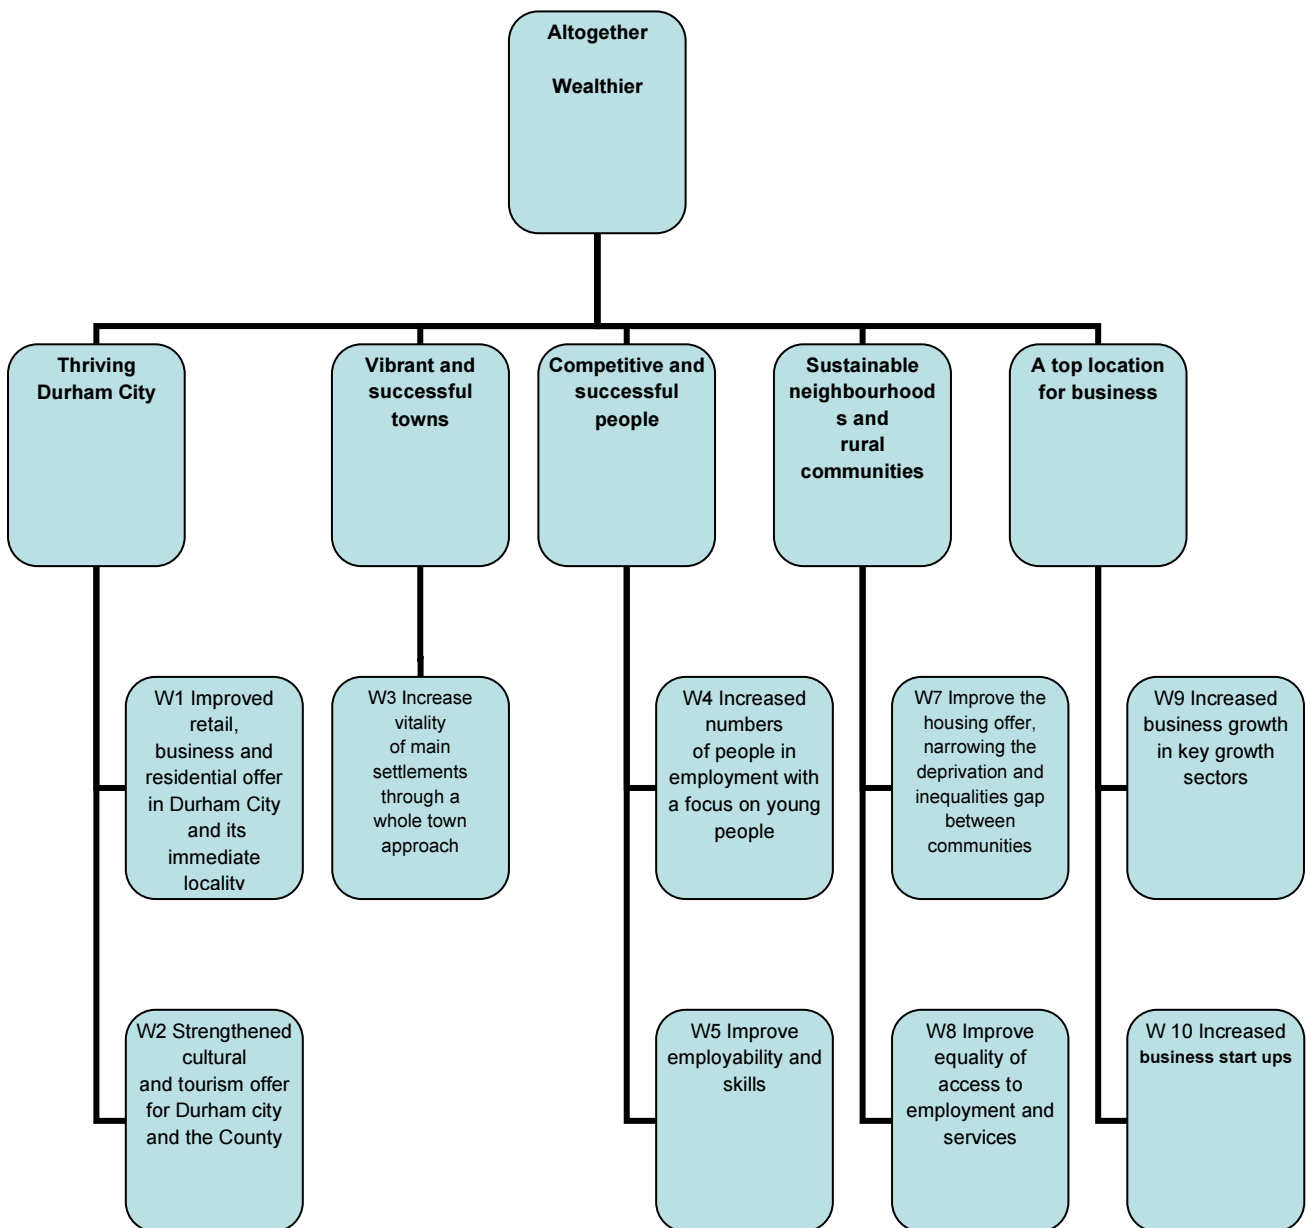 Altogether
Wealthier
Thriving
Durham City
Vibrant and
successful
towns
Competitive and
successful
people
Sustainable
neighbourhood
s and
rural
communities
A top location
for business
W1 Improved
retail,
business and
residential offer
in Durham City
and its
immediate
locality
W3 Increase
vitality
of main
settlements
through a
whole town
approach
W4 Increased
numbers
of people in
employment with
a focus on young
people
W7 Improve the
housing offer,
narrowing the
deprivation and
inequalities gap
between
communities
W9 Increased
business growth
in key growth
sectors
W2 Strengthened
cultural
and tourism offer
for Durham city
and the County
W5 Improve
employability and
skills
W8 Improve
equality of
access to
employment and
services
W 10 Increased
business start ups